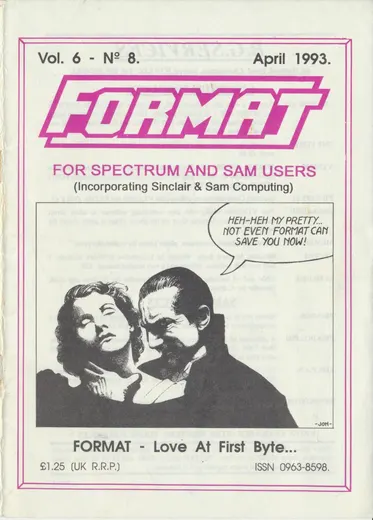 Vol. 6 - Nº 8. April 1993.
FORMAT
FOR SPECTRUM AND SAM USERS
(Incorporating Sinclair & Sam Computing)
HEH-HEH MY PRETTY...
NOT EVEN FORMAT CAN
SAVE YOU NOW!
-JOH-
FORMAT - Love At First Byte...
£1.25 (UK R.R.P.) ISSN 0963-8598.